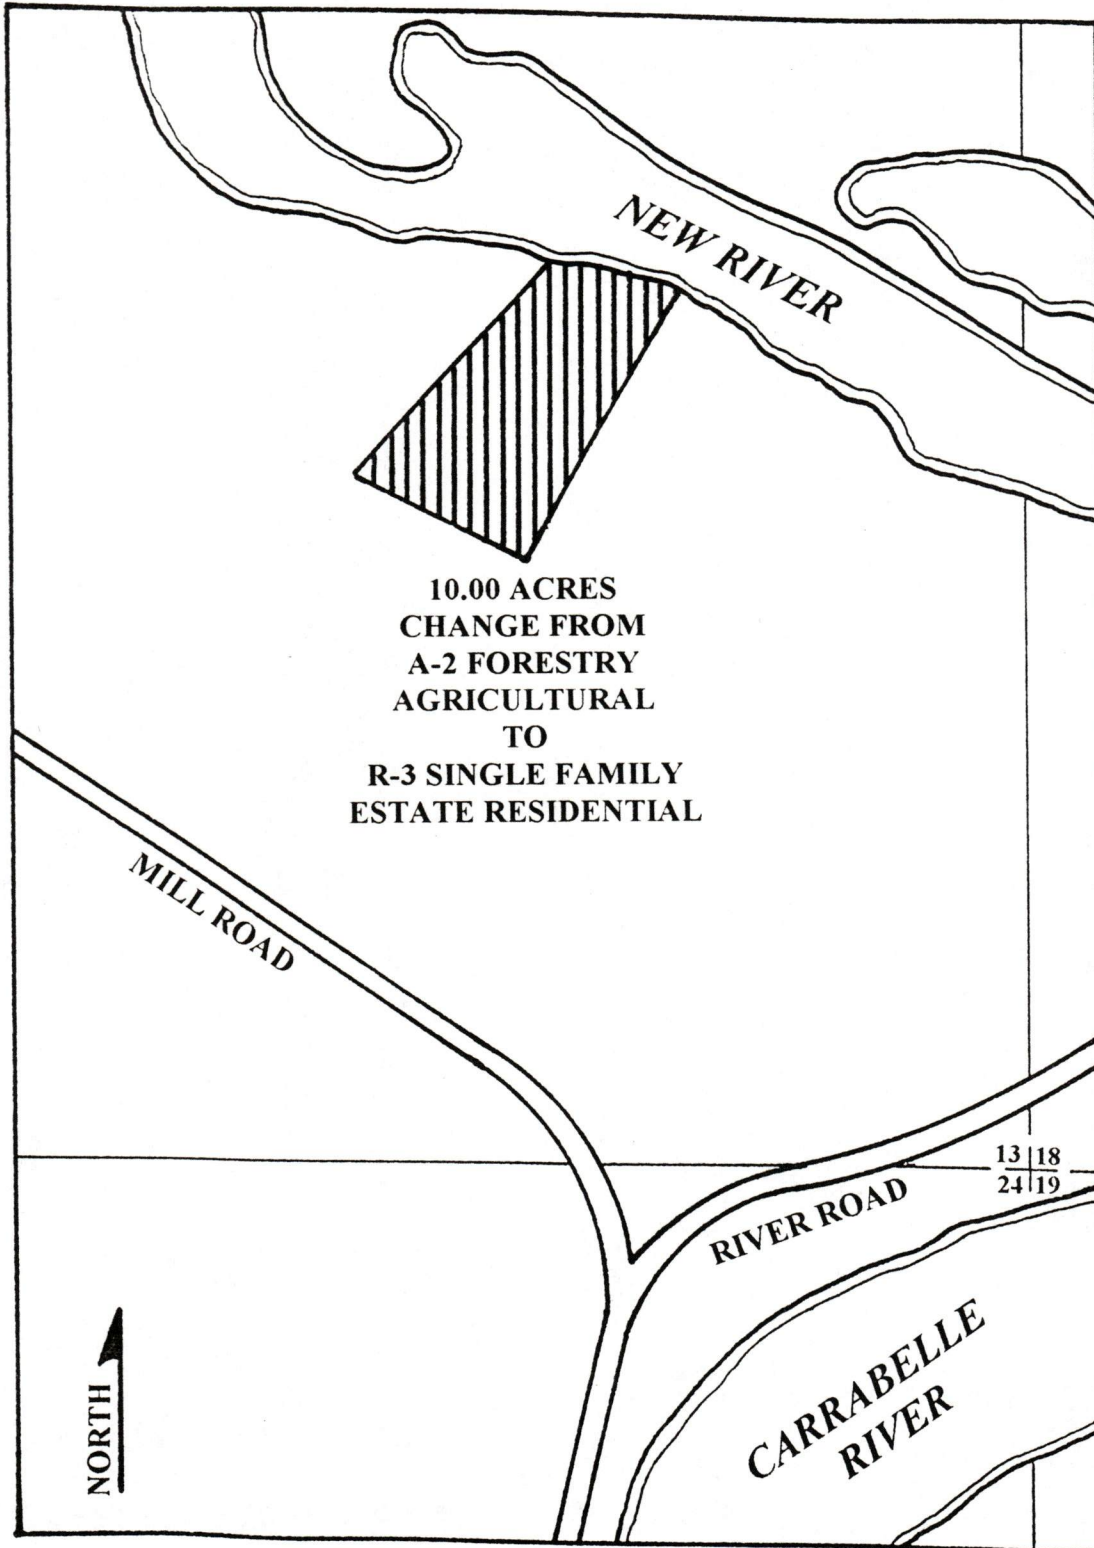 NEW RIVER
10.00 ACRES
CHANGE FROM
A-2 FORESTRY
AGRICULTURAL
TO
R-3 SINGLE FAMILY
ESTATE RESIDENTIAL
MILL ROAD
13|18
24|19
RIVER ROAD
CARRABELLE
RIVER
NORTH